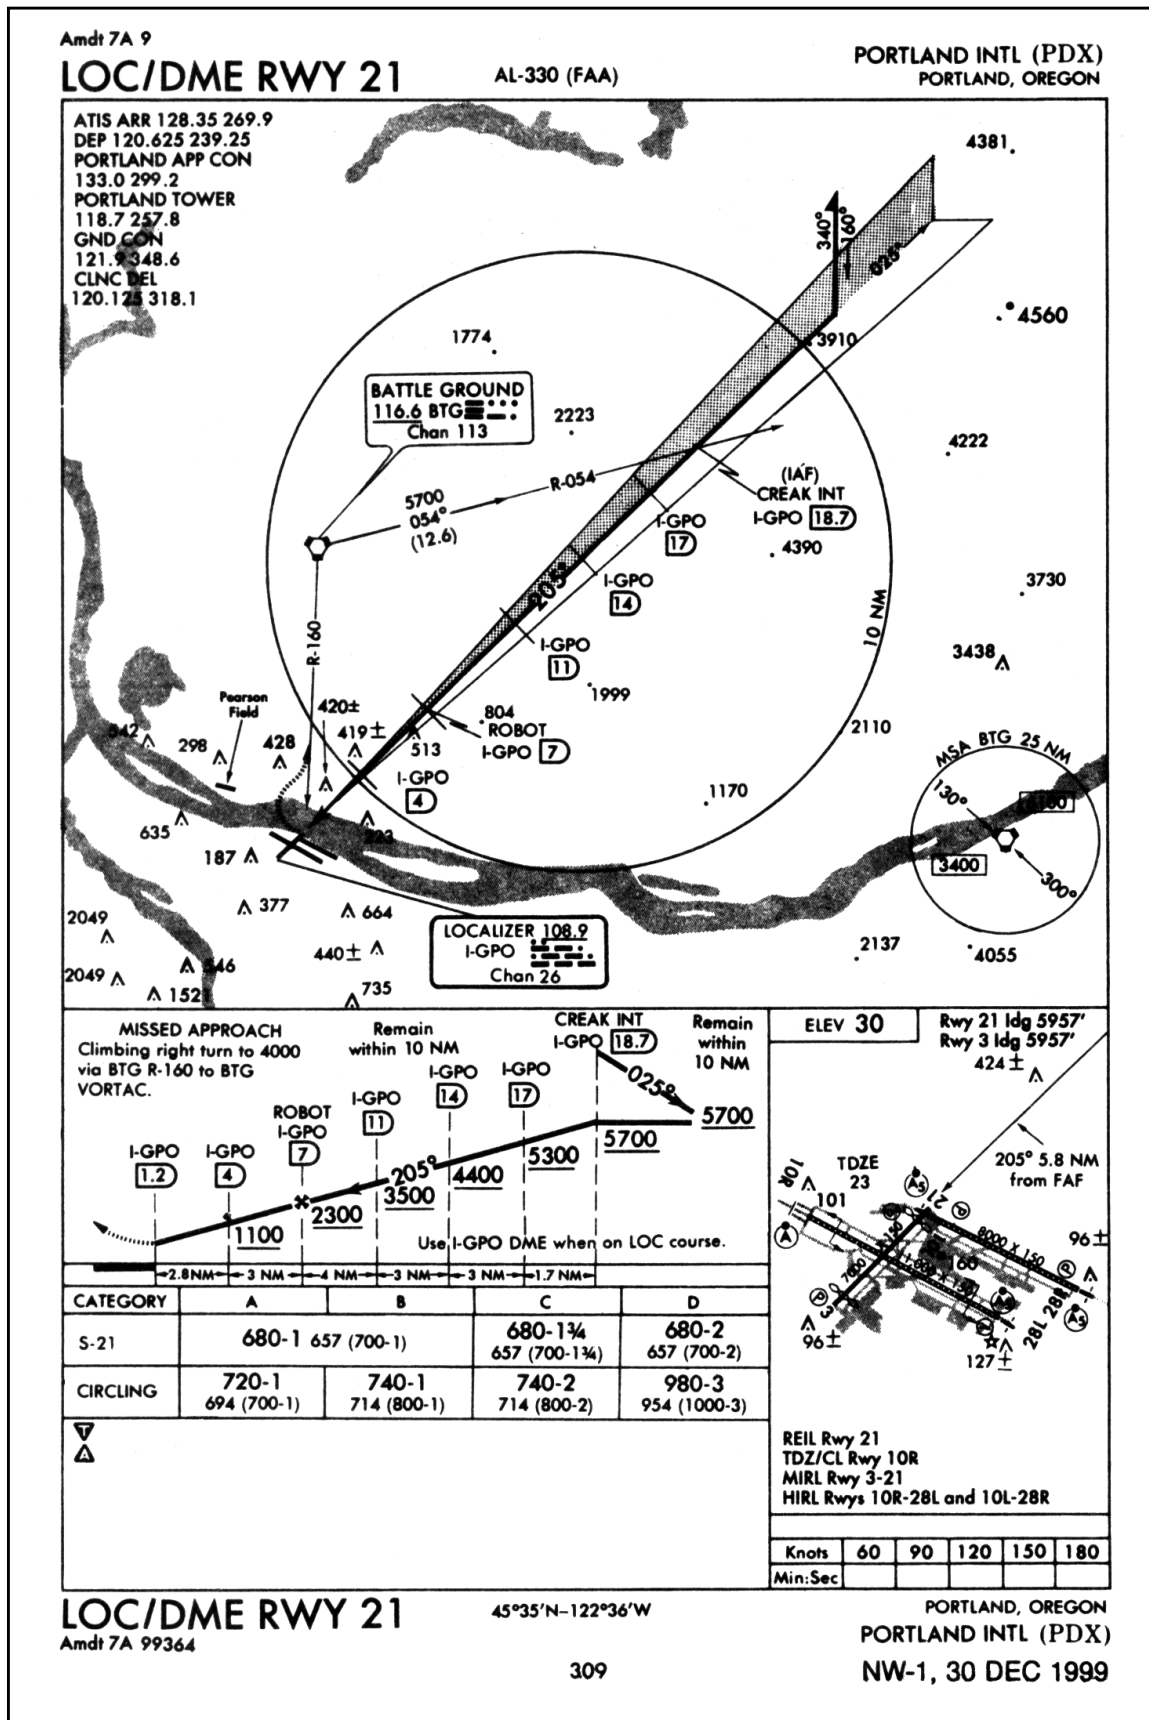 Amdt 7A 9
LOC/DME RWY 21
AL-330 (FAA)
PORTLAND INTL (PDX)
PORTLAND, OREGON
ATIS ARR 128.35 269.9
DEP 120.625 239.25
PORTLAND APP CON
133.0 299.2
PORTLAND TOWER
118.7 257.8
GND CON
121.9 348.6
CLNC DEL
120.125 318.1
4381
340°
160°
025°
4560
3910
1774
BATTLE GROUND
116.6 BTG
Chan 113
2223
4222
R-054
5700
054°
(12.6)
(IAF)
CREAK INT
I-GPO 18.7
I-GPO
17
4390
I-GPO
14
205°
3730
10 NM
R-160
I-GPO
11
3438
1999
Pearson
Field
420±
804
ROBOT
I-GPO 7
2110
542
298
428
419±
513
MSA BTG 25 NM
I-GPO
4
1170
130°
6100
635
223
187
3400
300°
377
664
2049
LOCALIZER 108.9
I-GPO
Chan 26
440±
2137
4055
546
2049
1521
735
MISSED APPROACH
Climbing right turn to 4000
via BTG R-160 to BTG
VORTAC.
Remain
within 10 NM
CREAK INT
I-GPO 18.7
Remain
within
10 NM
025°
5700
I-GPO
17
I-GPO
14
I-GPO
11
ROBOT
I-GPO
7
I-GPO
4
I-GPO
1.2
205°
5700
5300
4400
3500
2300
1100
Use I-GPO DME when on LOC course.
2.8 NM
3 NM
4 NM
3 NM
3 NM
1.7 NM
CATEGORY A B C D
S-21 680-1 657 (700-1) 680-1¾ 680-2
657 (700-1¾) 657 (700-2)
CIRCLING 720-1 740-1 740-2 980-3
694 (700-1) 714 (800-1) 714 (800-2) 954 (1000-3)
T
A
ELEV 30
Rwy 21 ldg 5957'
Rwy 3 ldg 5957'
424±
205° 5.8 NM
from FAF
TDZE
23
10R
101
A
A5
21
P
8000 X 150
96±
160
7000
150
P
3
96±
A5
28L
28R
P
A5
127±
REIL Rwy 21
TDZ/CL Rwy 10R
MIRL Rwy 3-21
HIRL Rwys 10R-28L and 10L-28R
Knots 60 90 120 150 180
Min:Sec
LOC/DME RWY 21
Amdt 7A 99364
45°35'N-122°36'W
PORTLAND, OREGON
PORTLAND INTL (PDX)
309
NW-1, 30 DEC 1999